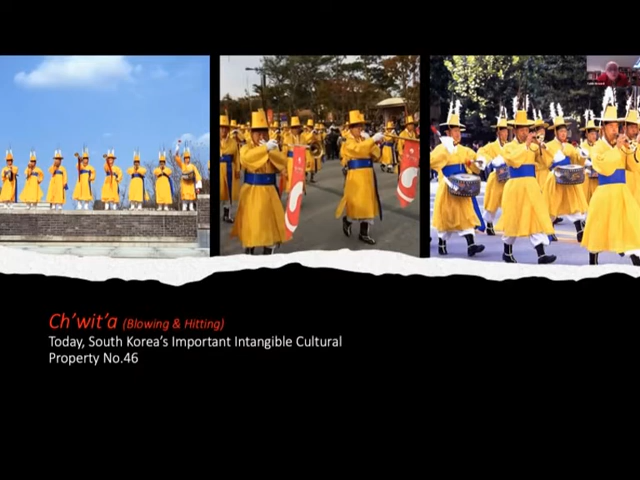 Ch’wit’a (Blowing & Hitting)
Today, South Korea’s Important Intangible Cultural
Property No.46